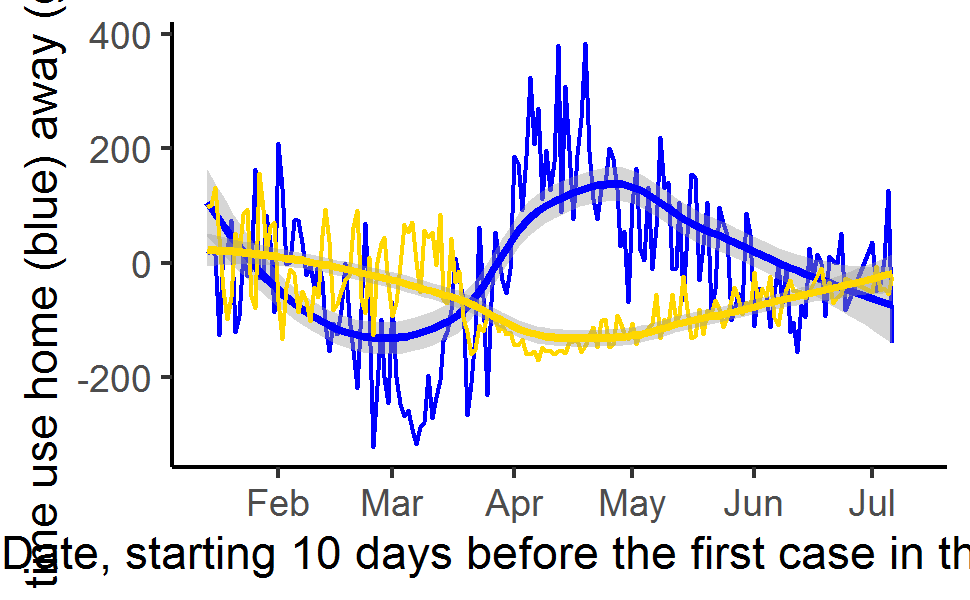 time use home (blue) away (
400
200
0
-200
Feb Mar Apr May Jun Jul
Date, starting 10 days before the first case in th